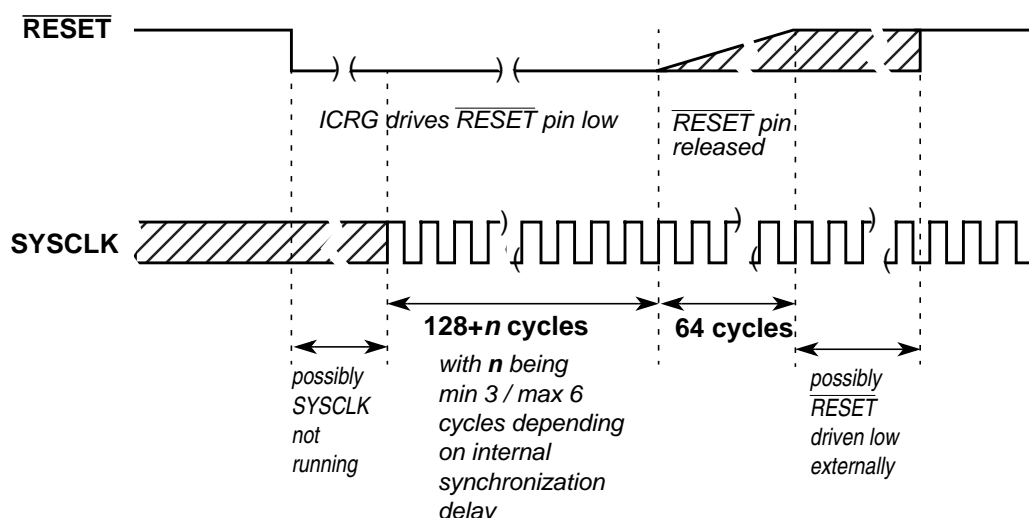 RESET
ICRG drives RESET pin low
RESET pin
released
SYSCLK
128+n cycles
64 cycles
with n being
min 3 / max 6
cycles depending
on internal
synchronization
delay
possibly
SYSCLK
not
running
possibly
RESET
driven low
externally